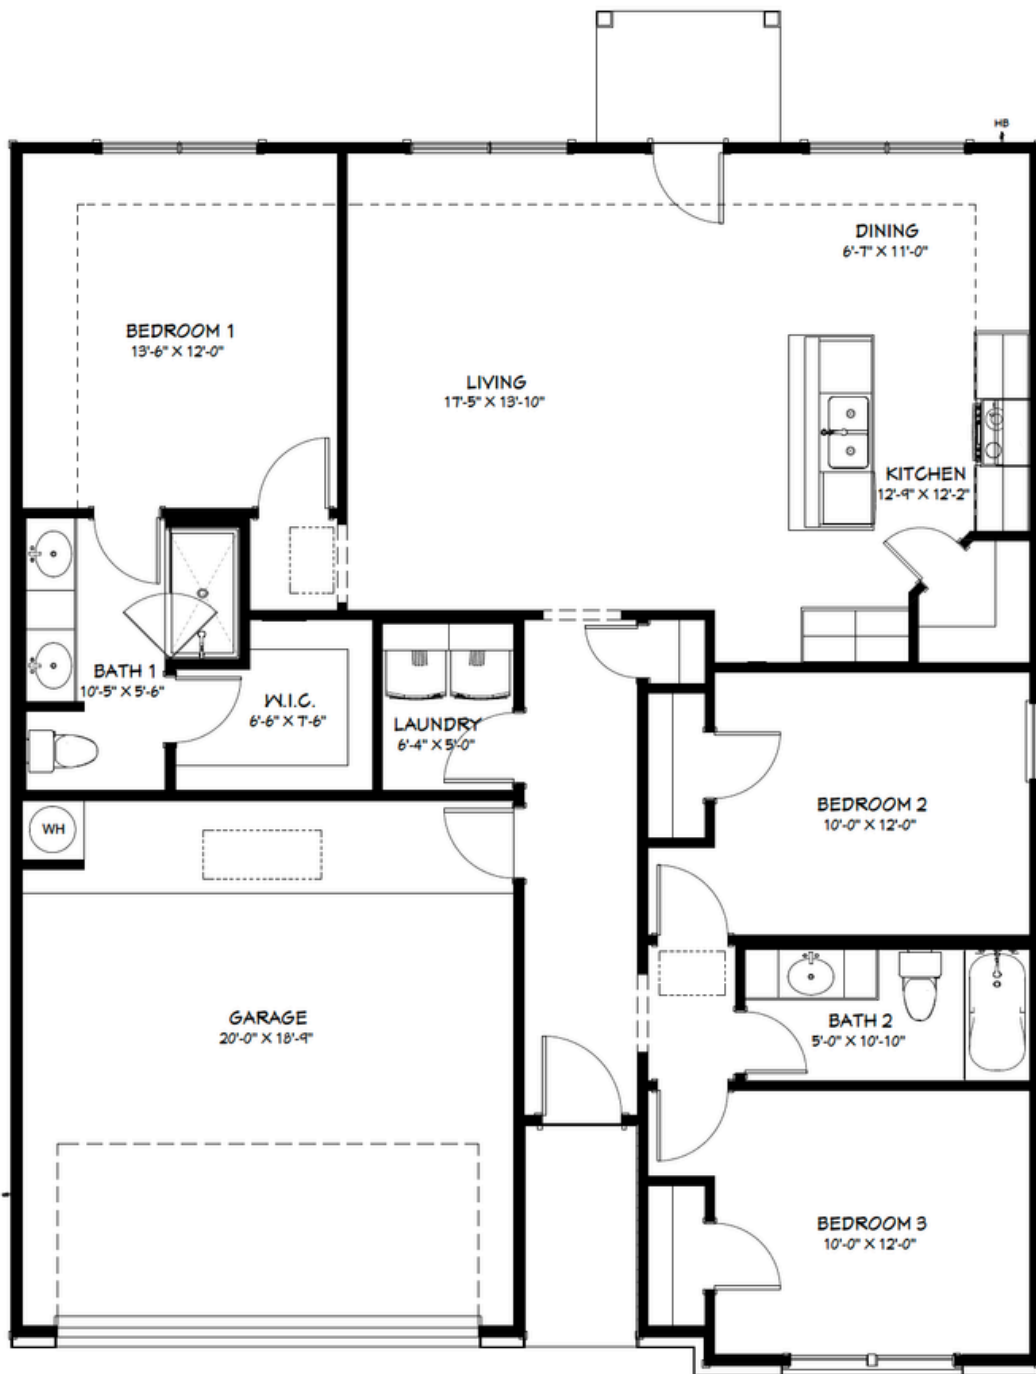 HB
DINING
6'-7" X 11'-0"
BEDROOM 1
13'-6" X 12'-0"
LIVING
17'-5" X 13'-10"
KITCHEN
12'-9" X 12'-2"
BATH 1
10'-5" X 5'-6"
W.I.C.
6'-6" X 7'-6"
LAUNDRY
6'-4" X 5'-0"
BEDROOM 2
10'-0" X 12'-0"
WH
GARAGE
20'-0" X 18'-9"
BATH 2
5'-0" X 10'-10"
BEDROOM 3
10'-0" X 12'-0"